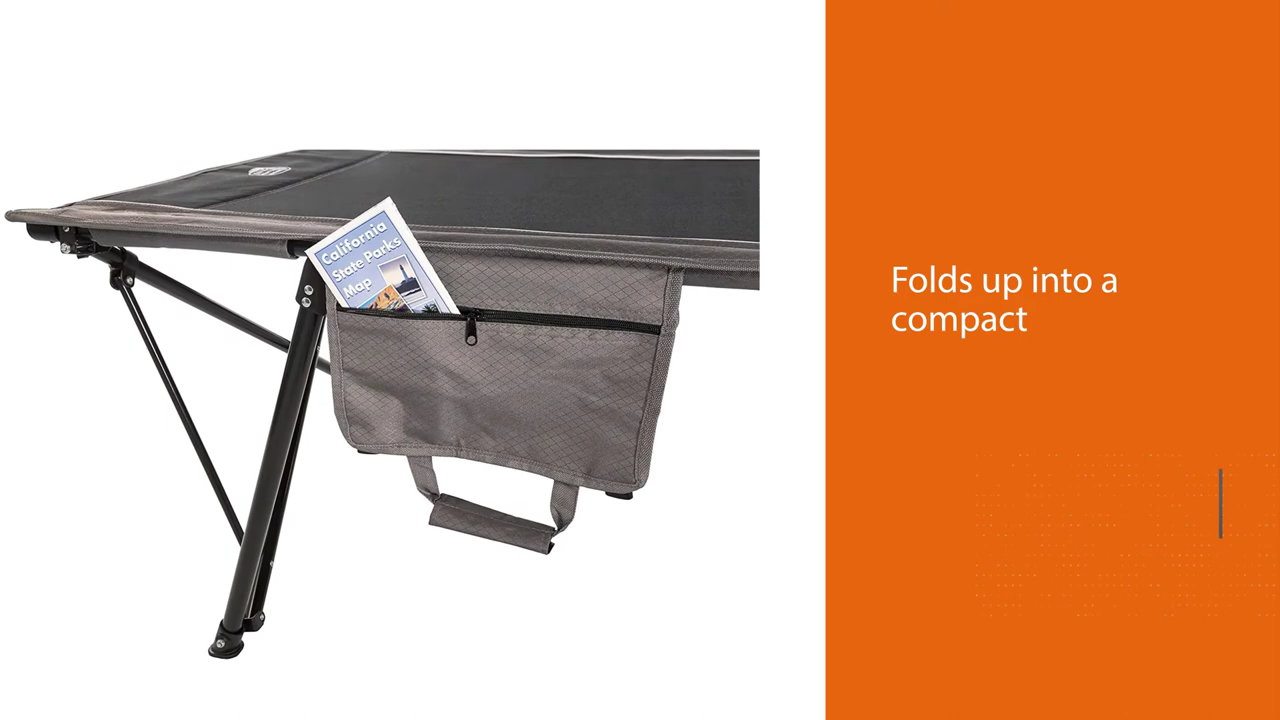 California
State Parks
Map
Folds up into a
compact